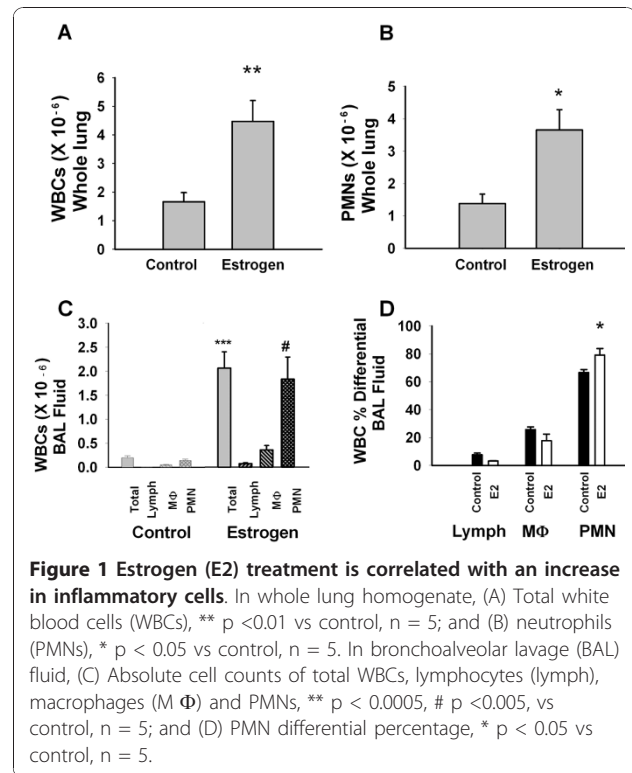 A
B
WBCs (X 10 -6)
Whole lung
6
5
4
3
2
1
0
**
Control Estrogen
PMNs (X 10 -6)
Whole lung
5
4
3
2
1
0
*
Control Estrogen
C
D
WBCs (X 10 -6)
BAL Fluid
3.0
2.5
2.0
1.5
1.0
0.5
0.0
***
#
Total Lymph MΦ PMN Total Lymph MΦ PMN
Control Estrogen
WBC % Differential
BAL Fluid
100
80
60
40
20
0
*
Control E2 Control E2 Control E2
Lymph MΦ PMN
Figure 1 Estrogen (E2) treatment is correlated with an increase
in inflammatory cells. In whole lung homogenate, (A) Total white
blood cells (WBCs), ** p <0.01 vs control, n = 5; and (B) neutrophils
(PMNs), * p < 0.05 vs control, n = 5. In bronchoalveolar lavage (BAL)
fluid, (C) Absolute cell counts of total WBCs, lymphocytes (lymph),
macrophages (M Φ) and PMNs, ** p < 0.0005, # p <0.005, vs
control, n = 5; and (D) PMN differential percentage, * p < 0.05 vs
control, n = 5.